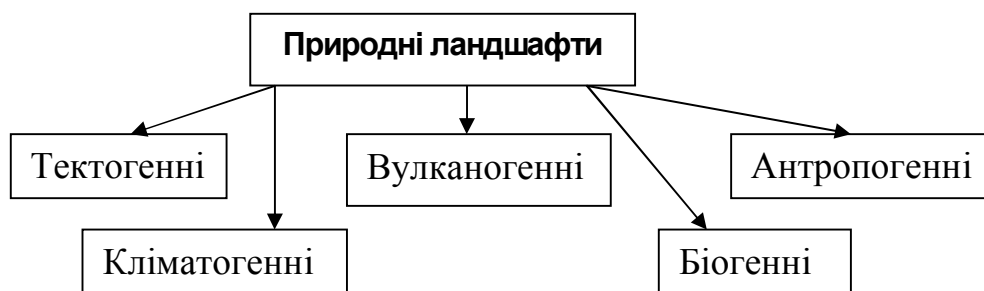 Природні ландшафти
Тектогенні
Вулканогенні
Антропогенні
Кліматогенні
Біогенні